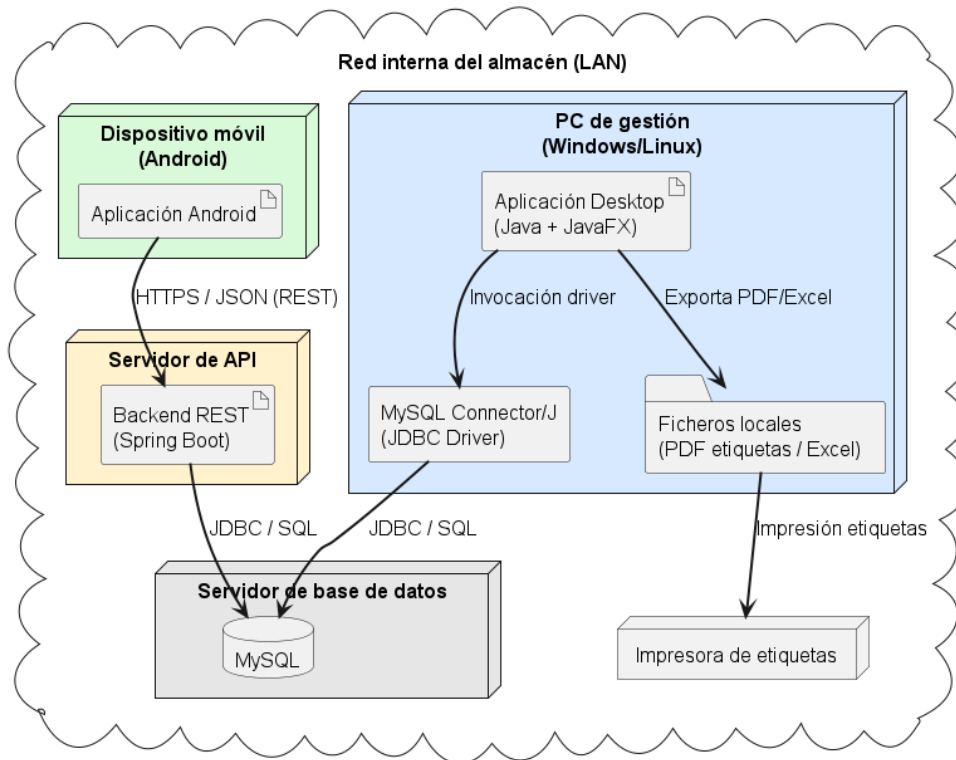 Red interna del almacén (LAN)
Dispositivo móvil
(Android)
Aplicación Android
PC de gestión
(Windows/Linux)
Aplicación Desktop
(Java + JavaFX)
HTTPS / JSON (REST)
Invocación driver
Exporta PDF/Excel
Servidor de API
Backend REST
(Spring Boot)
MySQL Connector/J
(JDBC Driver)
Ficheros locales
(PDF etiquetas / Excel)
JDBC / SQL
JDBC / SQL
Impresión etiquetas
Servidor de base de datos
MySQL
Impresora de etiquetas